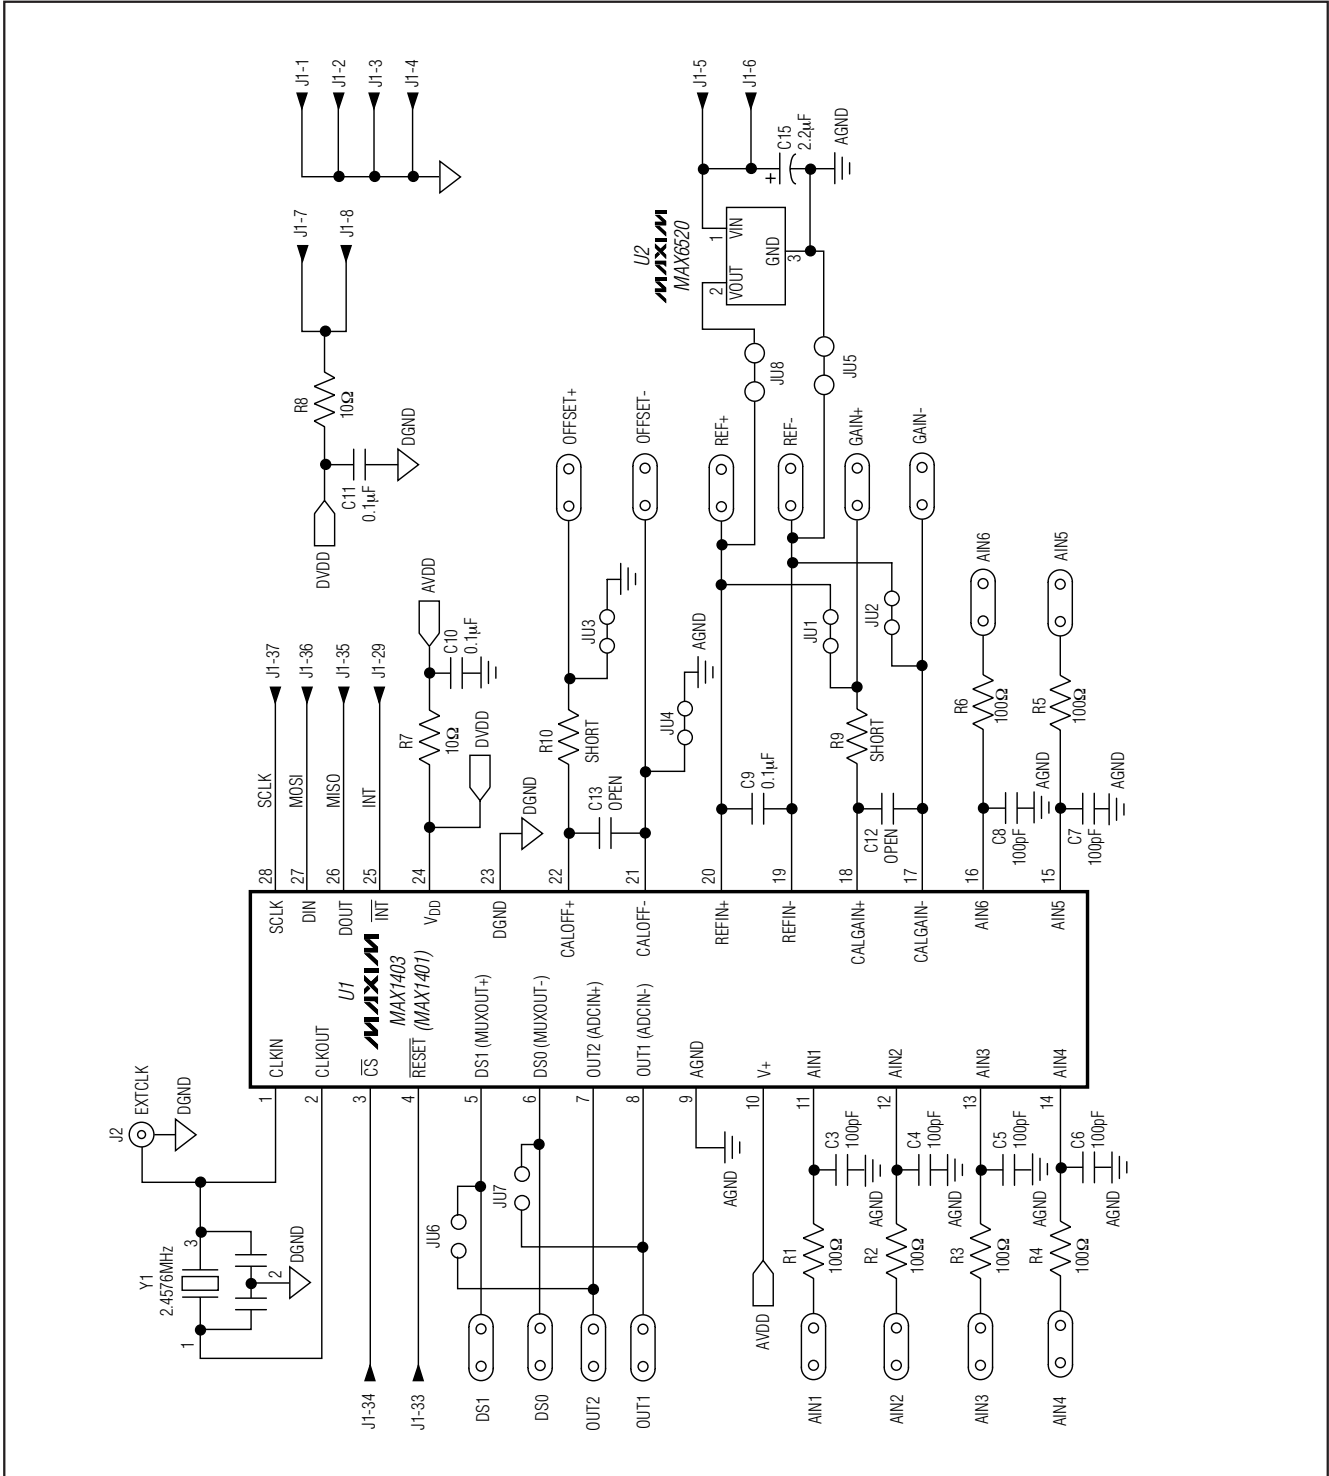 J1-1
J1-2
J1-3
J1-4
J1-7
J1-8
R8
10Ω
C11
0.1µF
DGND
DVDD
J1-5
J1-6
C15
2.2µF
+
AGND
U2
MAXIM
MAX6520
1
VIN
2
VOUT
GND
3
JU8
JU5
J1-37
J1-36
J1-35
J1-29
SCLK
MOSI
MISO
INT
AVDD
C10
0.1µF
R7
10Ω
DVDD
DGND
OFFSET+
OFFSET-
JU3
R10
SHORT
C13
OPEN
JU4
AGND
REF+
REF-
GAIN+
GAIN-
JU1
JU2
C9
0.1µF
R9
SHORT
C12
OPEN
AIN6
AIN5
R6
100Ω
R5
100Ω
C8
100pF
AGND
C7
100pF
AGND
28
27
26
25
24
23
22
21
20
19
18
17
16
15
SCLK
DIN
DOUT
INT
VDD
DGND
CALOFF+
CALOFF-
REFIN+
REFIN-
CALGAIN+
CALGAIN-
AIN6
AIN5
U1
MAXIM
MAX1403
(MAX1401)
CLKIN
CLKOUT
CS
RESET
DS1 (MUXOUT+)
DS0 (MUXOUT-)
OUT2 (ADCIN+)
OUT1 (ADCIN-)
AGND
V+
AIN1
AIN2
AIN3
AIN4
1
2
3
4
5
6
7
8
9
10
11
12
13
14
J2
EXTCLK
DGND
Y1
2.4576MHz
3
2
1
DGND
J1-34
J1-33
JU6
JU7
DS1
DS0
OUT2
OUT1
AGND
AVDD
C3
100pF
AGND
C4
100pF
AGND
C5
100pF
AGND
C6
100pF
AGND
R1
100Ω
R2
100Ω
R3
100Ω
R4
100Ω
AIN1
AIN2
AIN3
AIN4